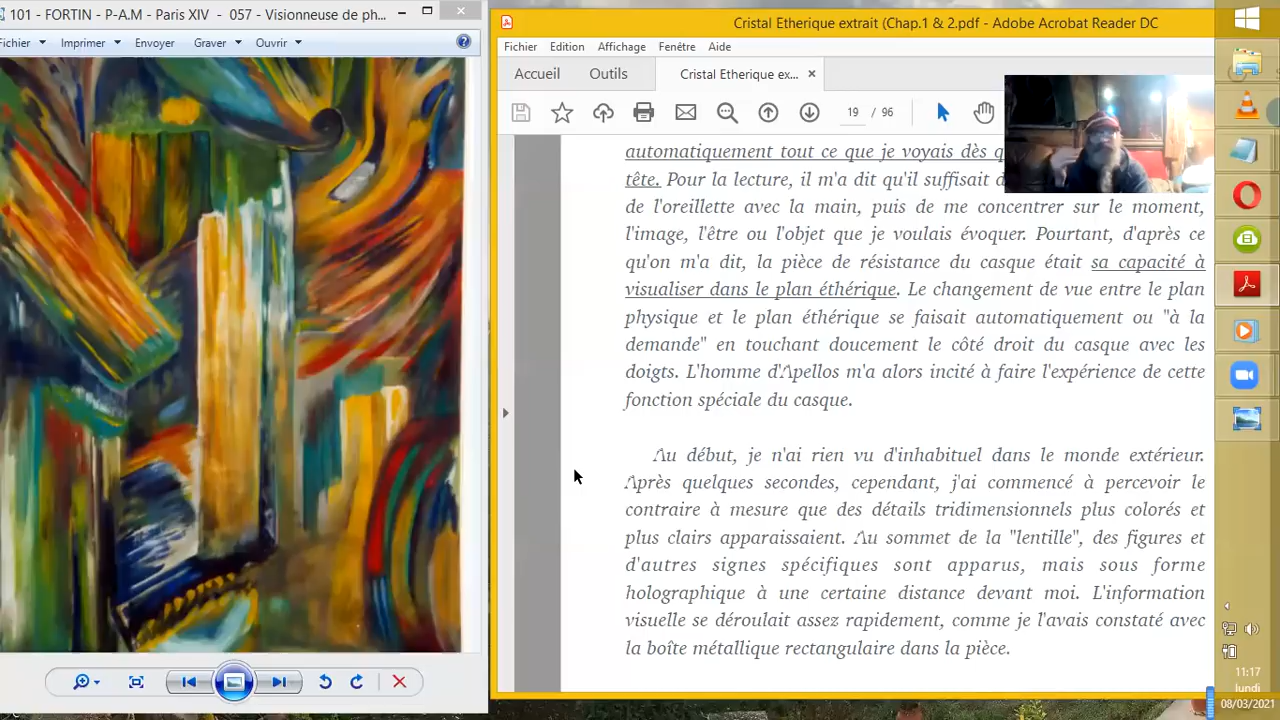 101 - FORTIN - P-A.M - Paris XIV - 057 - Visionneuse de ph...
Fichier Imprimer Envoyer Graver Ouvrir
Cristal Etherique extrait (Chap.1 & 2.pdf - Adobe Acrobat Reader DC
Fichier Edition Affichage Fenêtre Aide
Accueil Outils Cristal Etherique ex... ×
19 / 96
automatiquement tout ce que je voyais dès
tête. Pour la lecture, il m'a dit qu'il suffisait
de l'oreillette avec la main, puis de me concentrer sur le moment,
l'image, l'être ou l'objet que je voulais évoquer. Pourtant, d'après ce
qu'on m'a dit, la pièce de résistance du casque était sa capacité à
visualiser dans le plan éthérique. Le changement de vue entre le plan
physique et le plan éthérique se faisait automatiquement ou "à la
demande" en touchant doucement le côté droit du casque avec les
doigts. L'homme d'Apellos m'a alors incité à faire l'expérience de cette
fonction spéciale du casque.
Au début, je n'ai rien vu d'inhabituel dans le monde extérieur.
Après quelques secondes, cependant, j'ai commencé à percevoir le
contraire à mesure que des détails tridimensionnels plus colorés et
plus clairs apparaissaient. Au sommet de la "lentille", des figures et
d'autres signes spécifiques sont apparus, mais sous forme
holographique à une certaine distance devant moi. L'information
visuelle se déroulait assez rapidement, comme je l'avais constaté avec
la boîte métallique rectangulaire dans la pièce.
11:17
lundi
08/03/2021